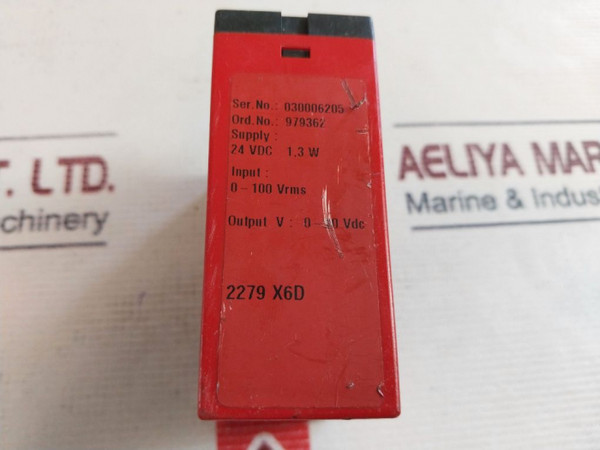 Ser.No.: 030006205
Ord.No.: 979362
Supply :
24 VDC 1,3 W
Input :
0 – 100 Vrms
Output V : Vdc
2279 X6D
T. LTD.
chinery
AELIYA MAR
Marine & Indus